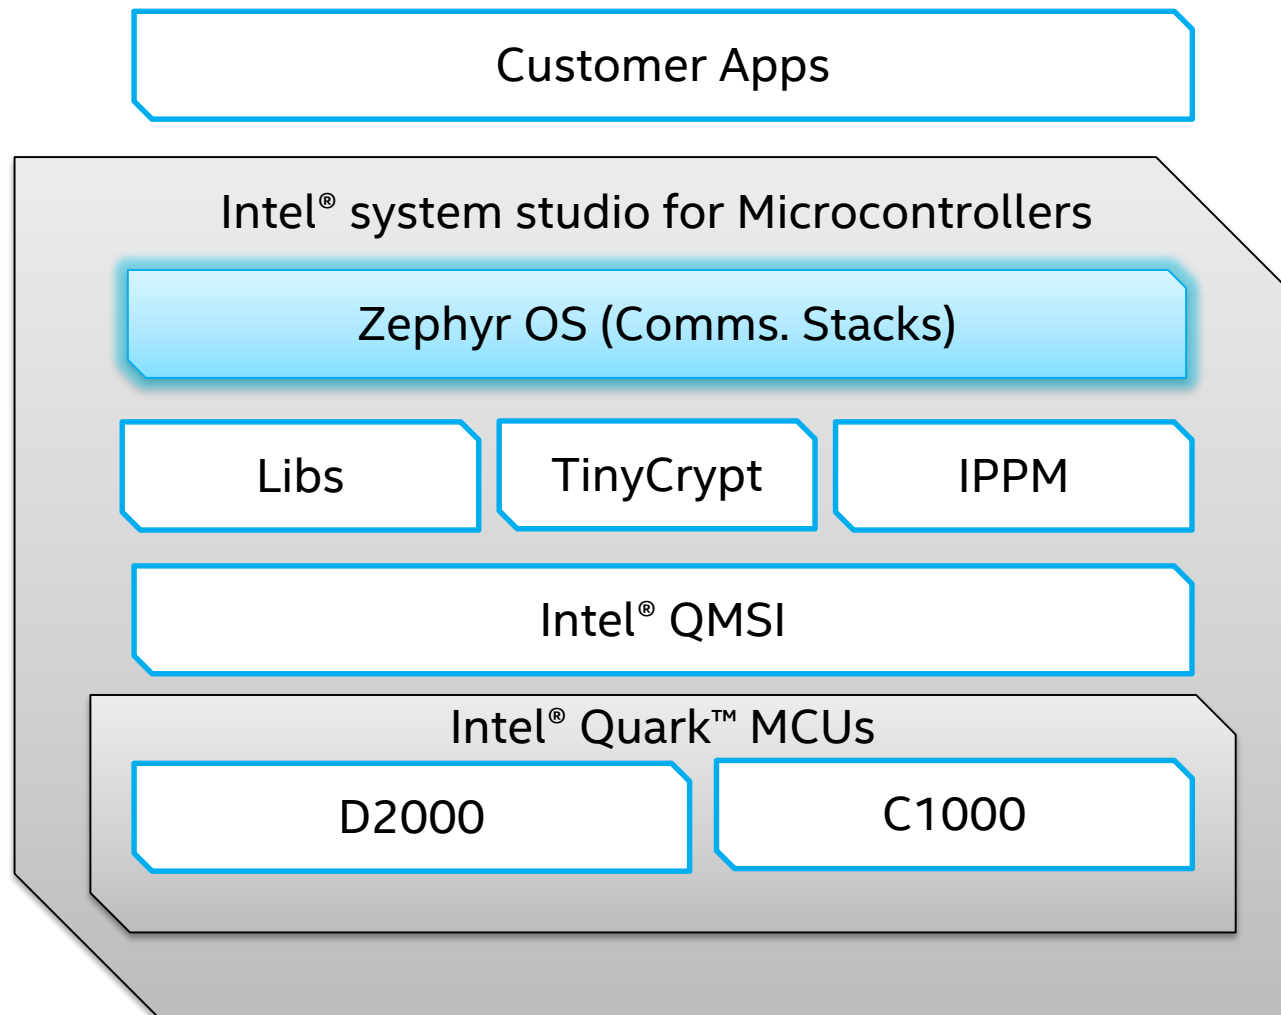 Customer Apps
Intel® system studio for Microcontrollers
Zephyr OS (Comms. Stacks)
Libs
TinyCrypt
IPPM
Intel® QMSI
Intel® Quark™ MCUs
D2000
C1000